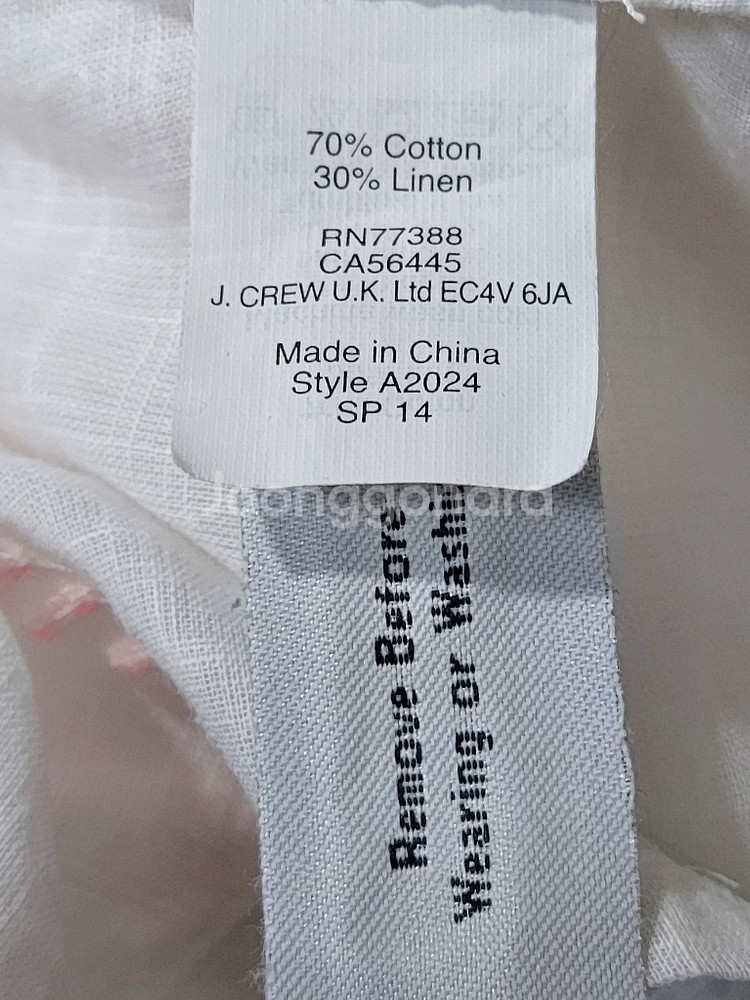 70% Cotton
30% Linen
RN77388
CA56445
J. CREW U.K. Ltd EC4V 6JA
Made in China
Style A2024
SP 14
Remove Before
Wearing or Washi